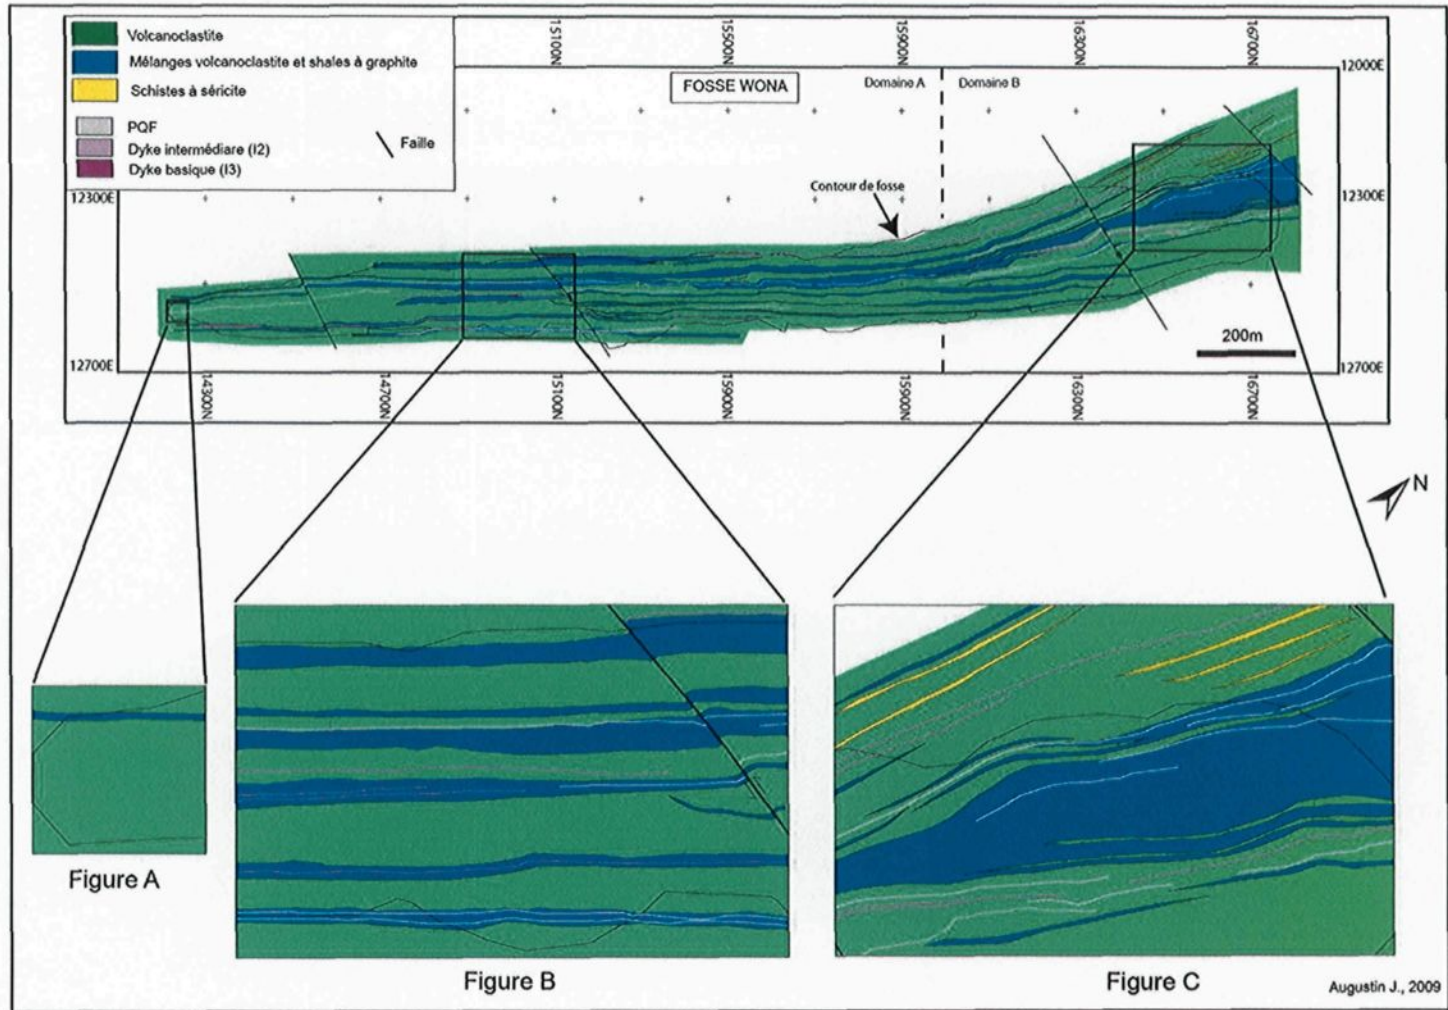 Volcanoclastite
Mélanges volcanoclastite et shales à graphite
Schistes à séricite
PQF
Dyke intermédiare (I2)
Dyke basique (I3)
Faille
15100N
15500N
15900N
16300N
16700N
FOSSE WONA
Domaine A
Domaine B
12000E
12300E
Contour de fosse
12300E
200m
12700E
12700E
14300N
14700N
15100N
15900N
15900N
16300N
16700N
N
Figure A
Figure B
Figure C
Augustin J., 2009